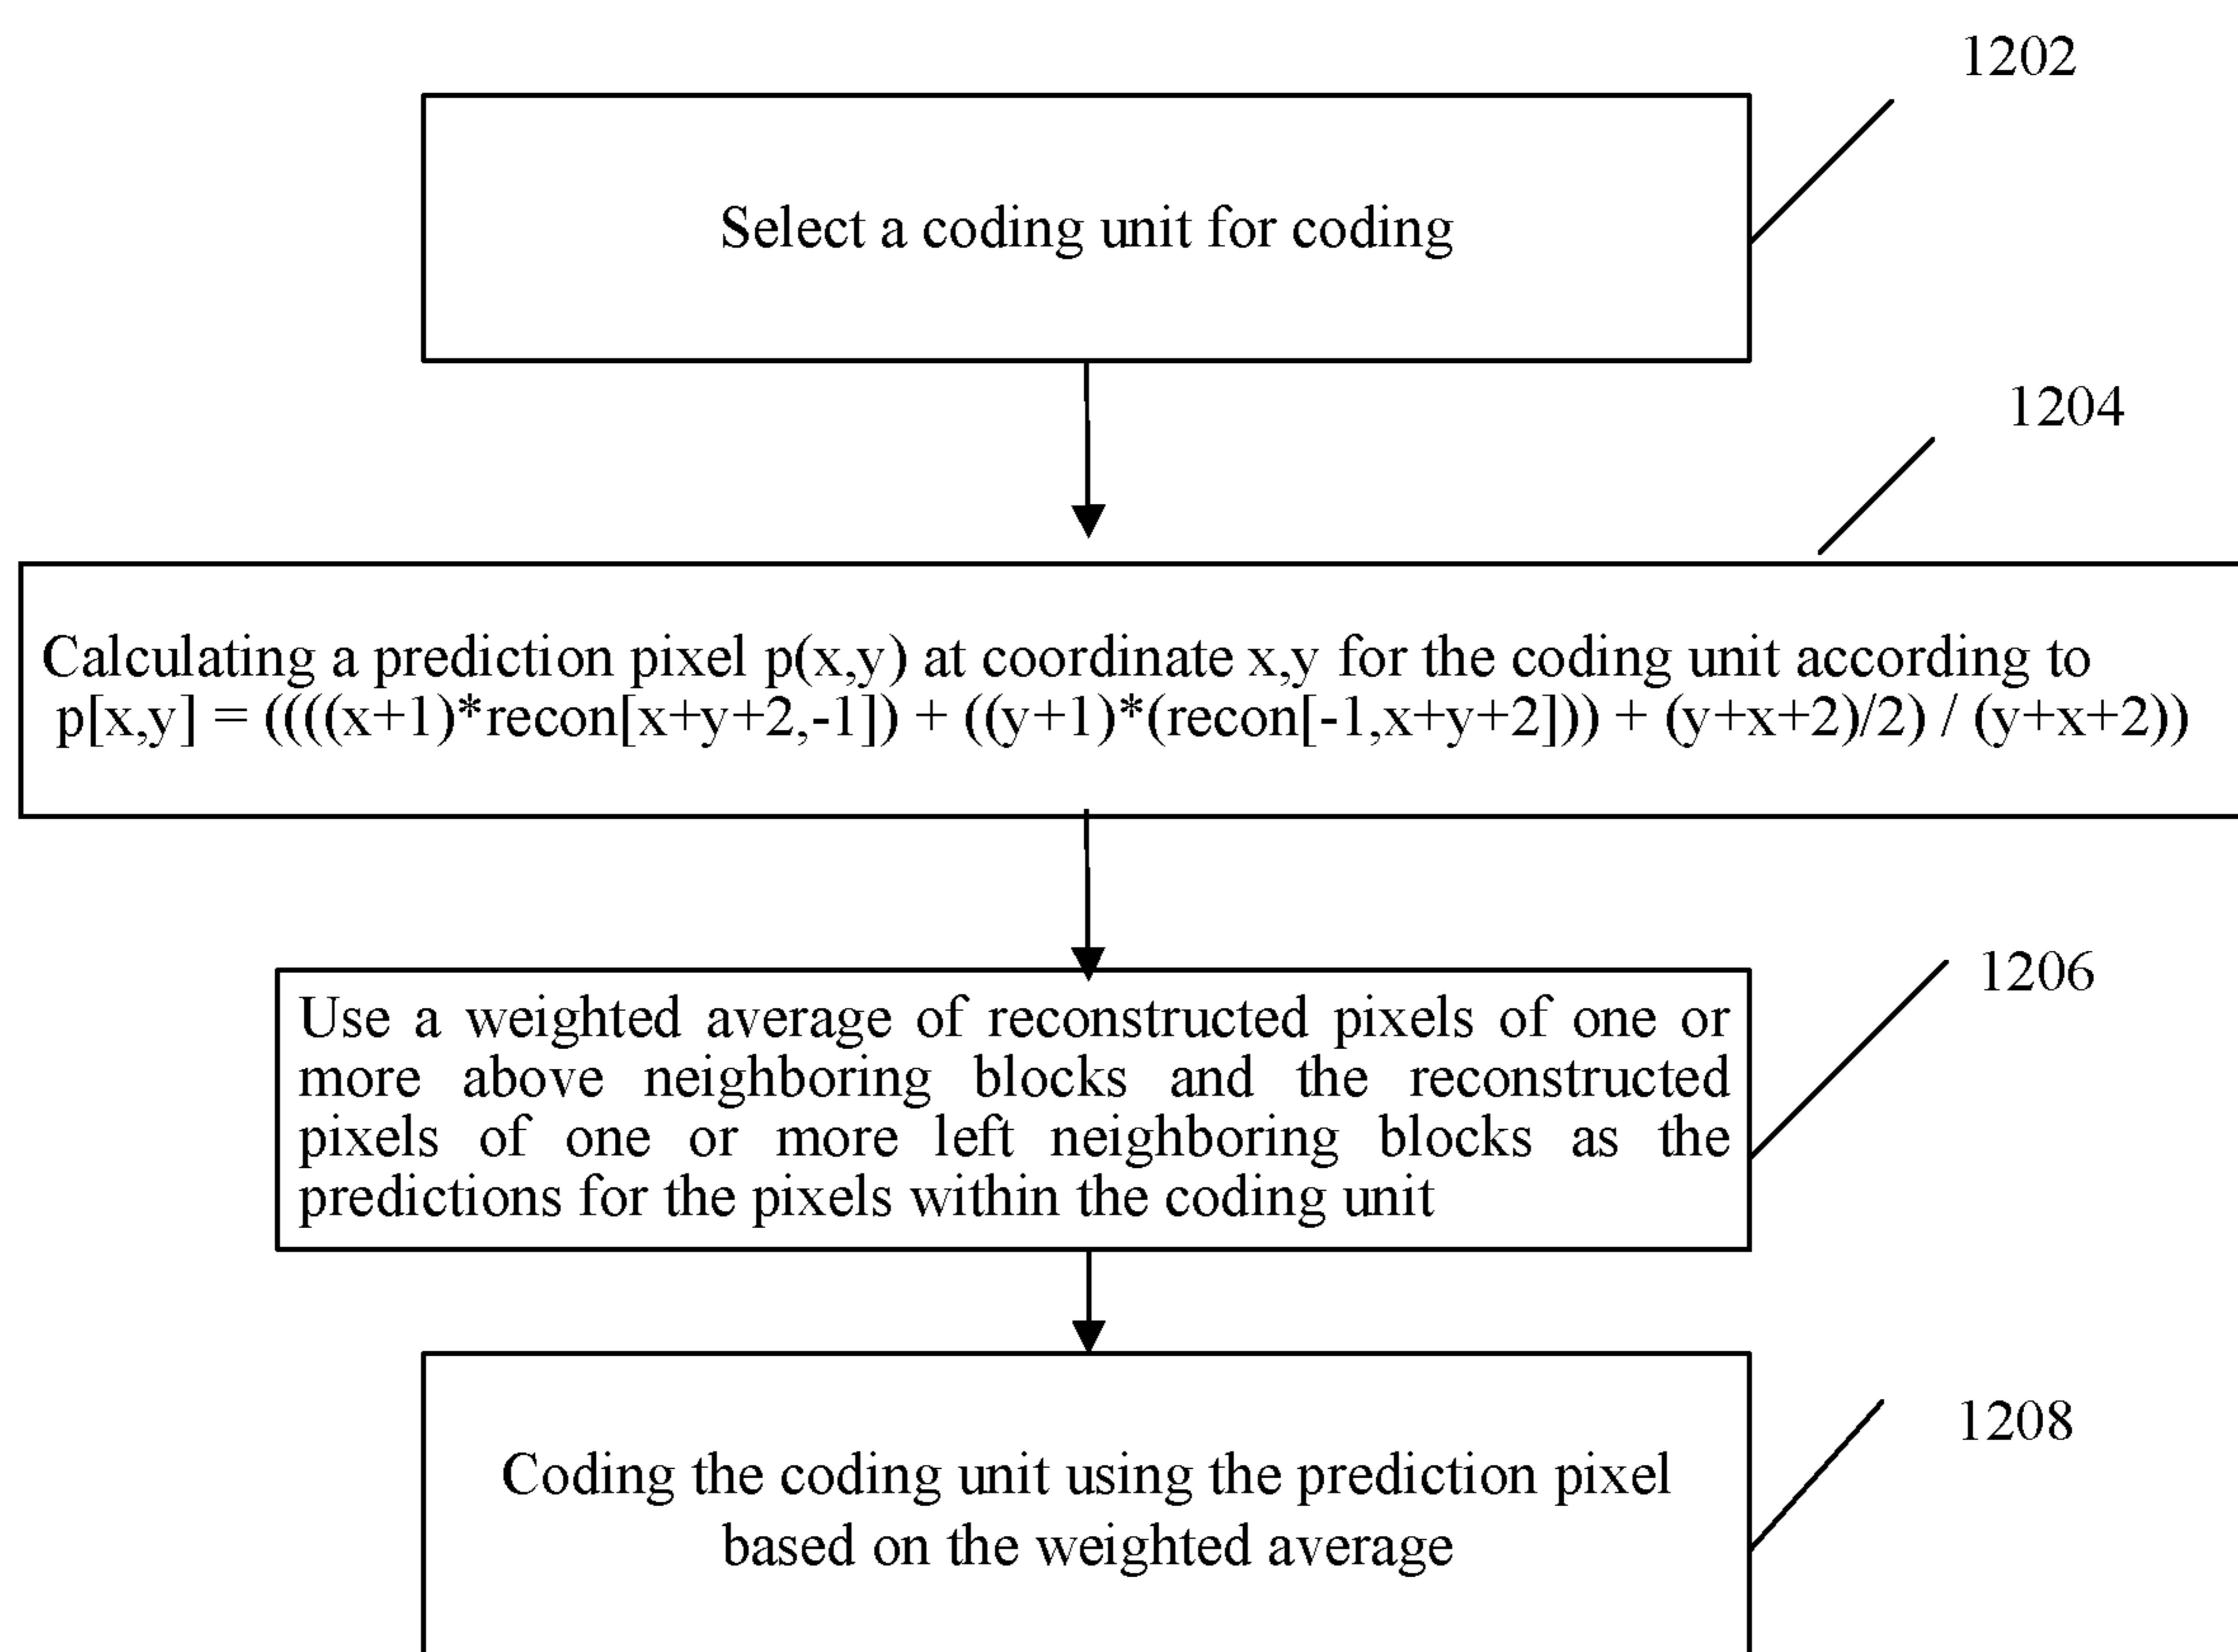 1202
Select a coding unit for coding
1204
Calculating a prediction pixel p(x,y) at coordinate x,y for the coding unit according to
p[x,y] = ((((x+1)*recon[x+y+2,-1]) + ((y+1)*(recon[-1,x+y+2])) + (y+x+2)/2) / (y+x+2))
1206
Use a weighted average of reconstructed pixels of one or
more above neighboring blocks and the reconstructed
pixels of one or more left neighboring blocks as the
predictions for the pixels within the coding unit
1208
Coding the coding unit using the prediction pixel
based on the weighted average